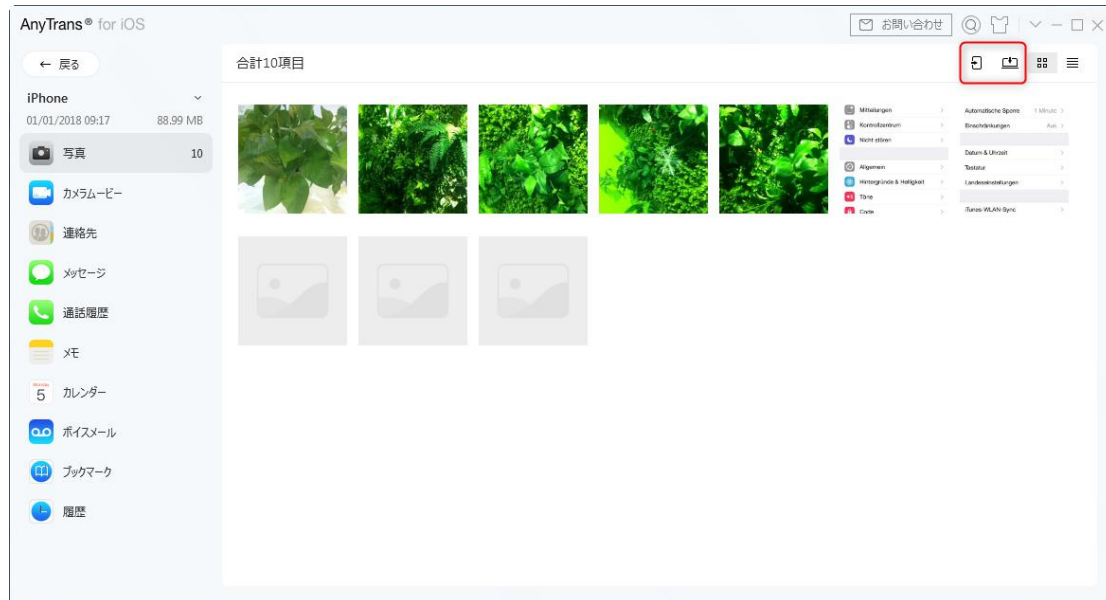 AnyTrans® for iOS
お問い合わせ
← 戻る
合計10項目
iPhone
01/01/2018 09:17 88.99 MB
写真 10
カメラムービー
連絡先
メッセージ
通話履歴
メモ
5 カレンダー
ボイスメール
ブックマーク
履歴
Mitteilungen
Kontrollzentrum
Nicht stören
Allgemein
Hintergründe & Helligkeit
Töne
Code
Automatische Sperre 1 Minute
Einschränkungen Aus
Datum & Uhrzeit
Tastatur
Landeseinstellungen
iTunes-WLAN-Sync